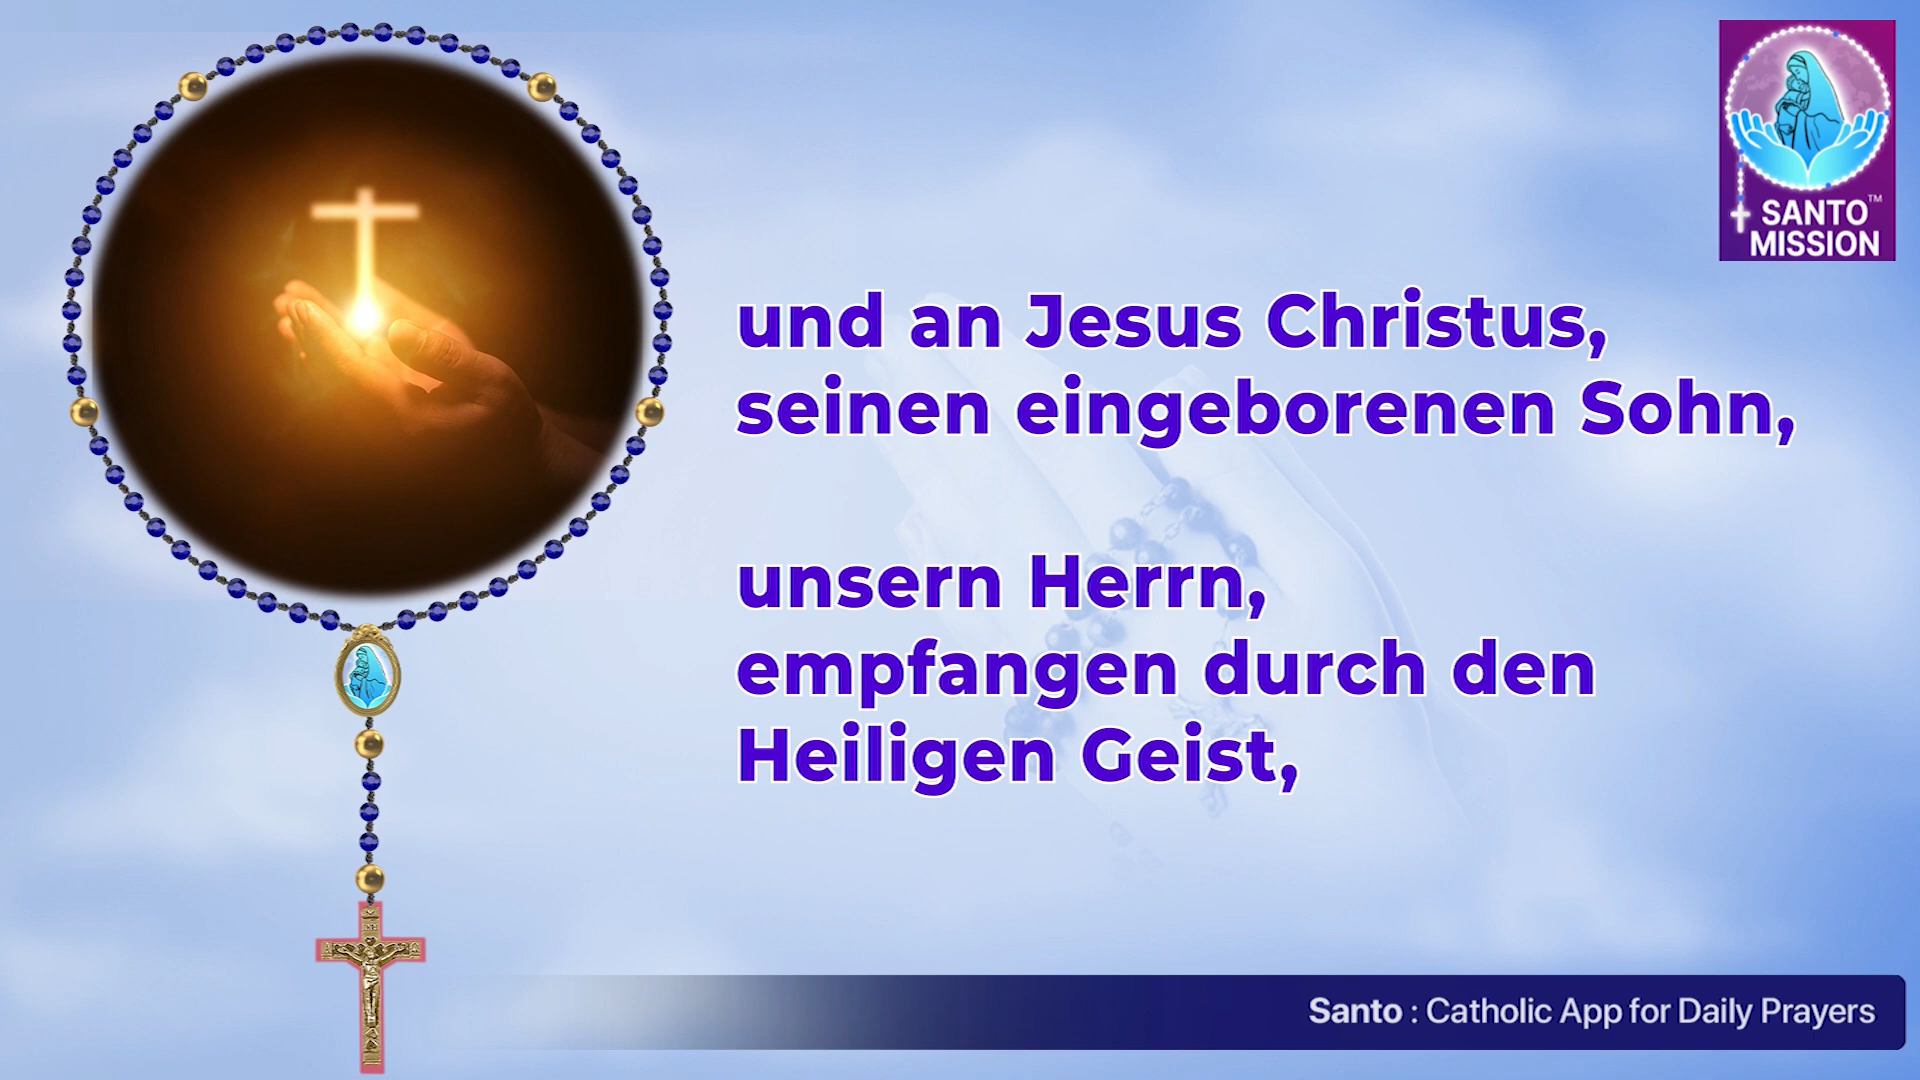 SANTO™
MISSION
und an Jesus Christus,
seinen eingeborenen Sohn,
unsern Herrn,
empfangen durch den
Heiligen Geist,
Santo : Catholic App for Daily Prayers